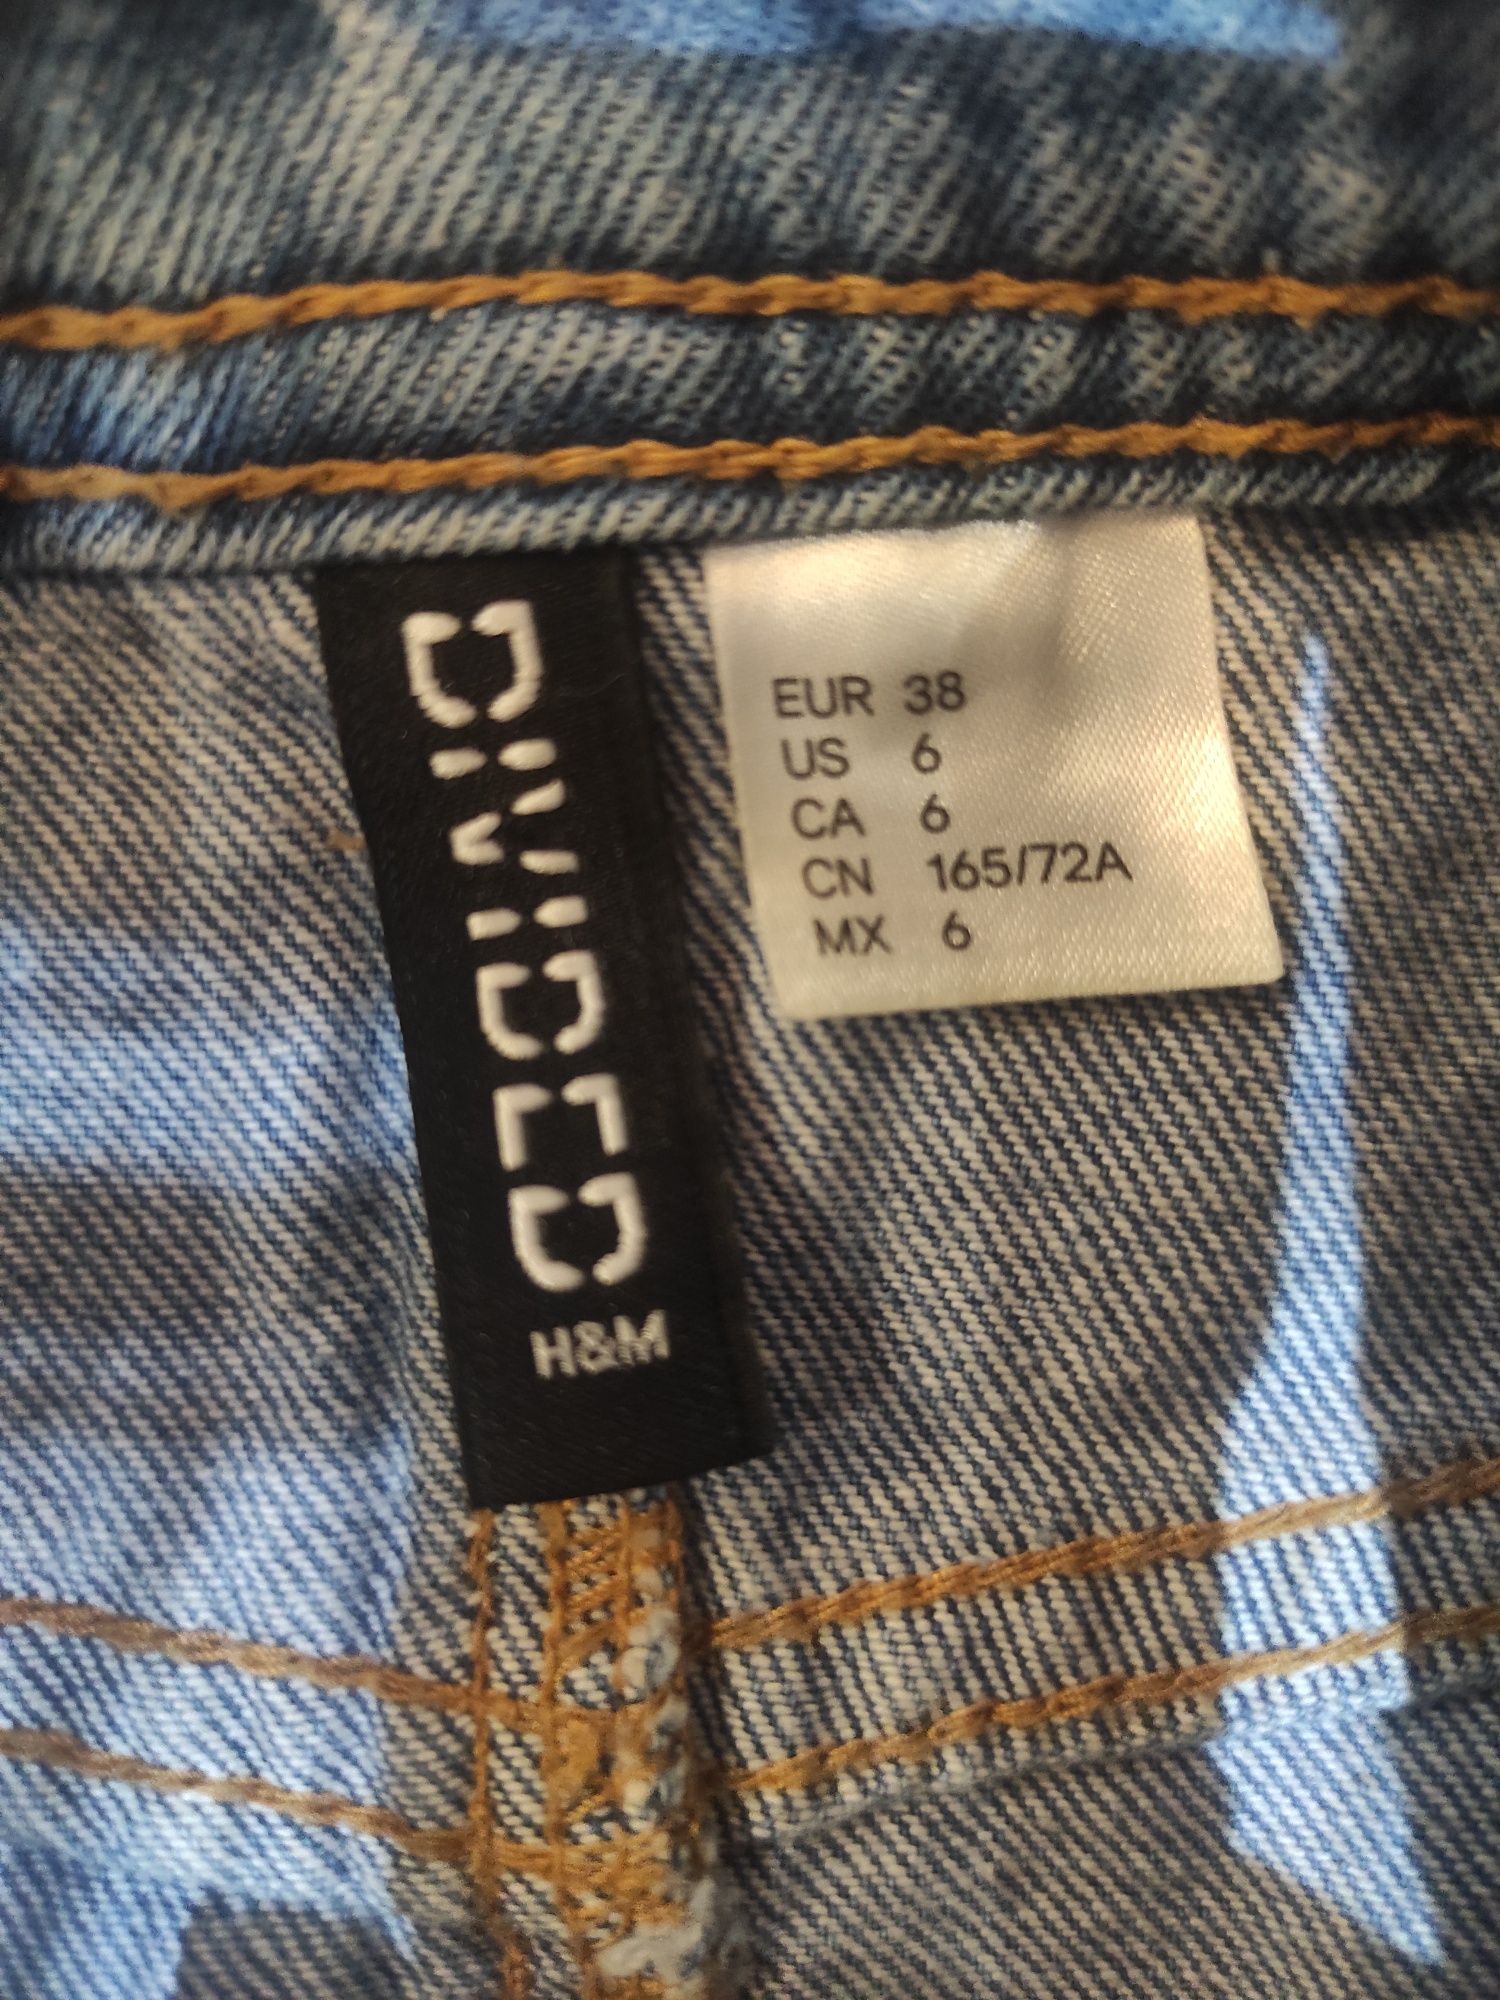 DIVIDED
H&M
EUR 38
US 6
CA 6
CN 165/72A
MX 6